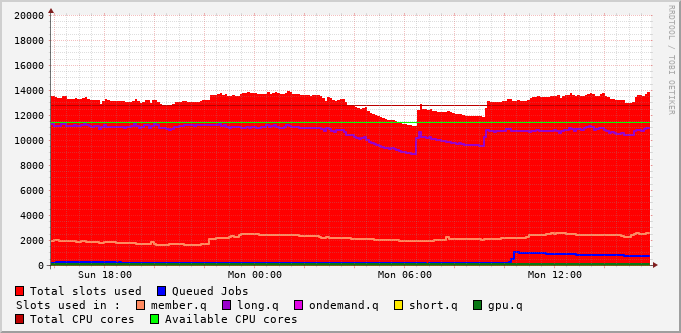 20000
18000
16000
14000
12000
10000
8000
6000
4000
2000
0
Sun 18:00 Mon 00:00 Mon 06:00 Mon 12:00
RRDTOOL / TOBI OETIKER
Total slots used Queued Jobs
Slots used in : member.q long.q ondemand.q short.q gpu.q
Total CPU cores Available CPU cores